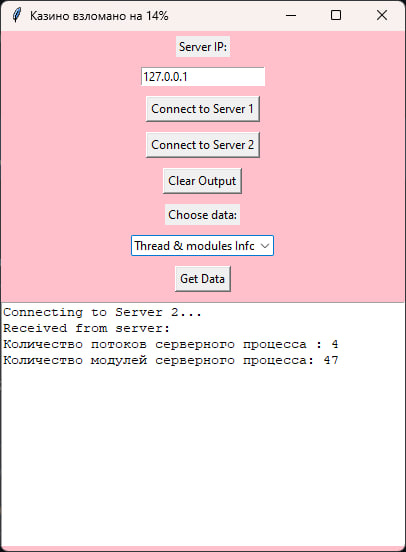 Казино взломано на 14%
Server IP:
127.0.0.1
Connect to Server 1
Connect to Server 2
Clear Output
Choose data:
Thread & modules Infc
Get Data
Connecting to Server 2...
Received from server:
Количество потоков серверного процесса : 4
Количество модулей серверного процесса: 47